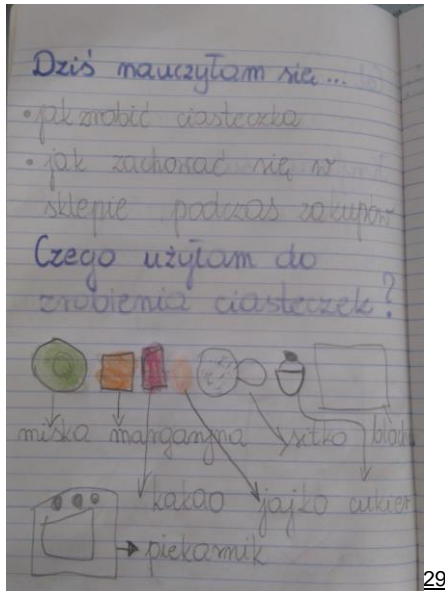 Dziś nauczyłam się...
• jak zrobić ciasteczka
• jak zachować się w
sklepie podczas zakupów
Czego użyłam do
zrobienia ciasteczek?
miska margaryna sitko blacha
kakao jajko cukier
piekarnik
29